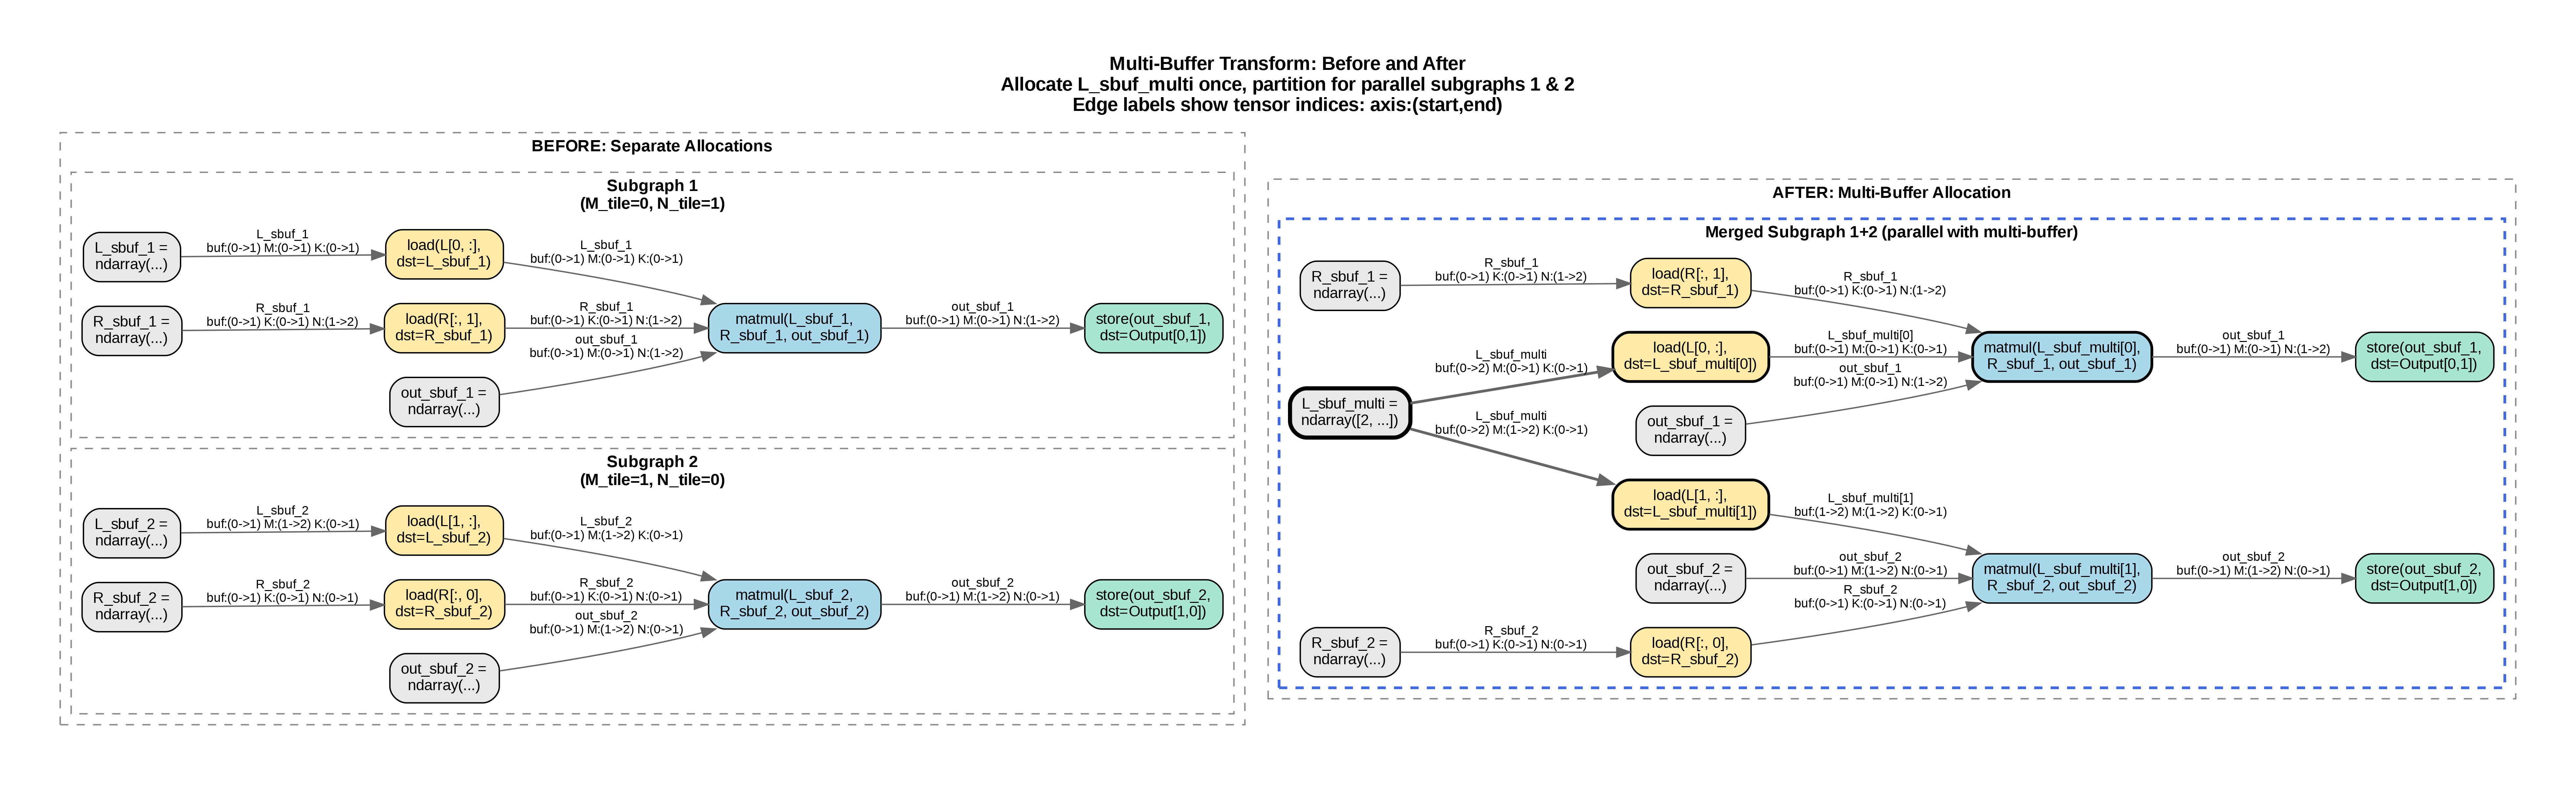 Multi-Buffer Transform: Before and After
Allocate L_sbuf_multi once, partition for parallel subgraphs 1 & 2
Edge labels show tensor indices: axis:(start,end)
BEFORE: Separate Allocations
Subgraph 1
(M_tile=0, N_tile=1)
L_sbuf_1 =
ndarray(...)
L_sbuf_1
buf:(0->1) M:(0->1) K:(0->1)
load(L[0, :],
dst=L_sbuf_1)
L_sbuf_1
buf:(0->1) M:(0->1) K:(0->1)
R_sbuf_1 =
ndarray(...)
R_sbuf_1
buf:(0->1) K:(0->1) N:(1->2)
load(R[:, 1],
dst=R_sbuf_1)
R_sbuf_1
buf:(0->1) K:(0->1) N:(1->2)
out_sbuf_1
buf:(0->1) M:(0->1) N:(1->2)
out_sbuf_1 =
ndarray(...)
matmul(L_sbuf_1,
R_sbuf_1, out_sbuf_1)
out_sbuf_1
buf:(0->1) M:(0->1) N:(1->2)
store(out_sbuf_1,
dst=Output[0,1])
Subgraph 2
(M_tile=1, N_tile=0)
L_sbuf_2 =
ndarray(...)
L_sbuf_2
buf:(0->1) M:(1->2) K:(0->1)
load(L[1, :],
dst=L_sbuf_2)
L_sbuf_2
buf:(0->1) M:(1->2) K:(0->1)
R_sbuf_2 =
ndarray(...)
R_sbuf_2
buf:(0->1) K:(0->1) N:(0->1)
load(R[:, 0],
dst=R_sbuf_2)
R_sbuf_2
buf:(0->1) K:(0->1) N:(0->1)
out_sbuf_2
buf:(0->1) M:(1->2) N:(0->1)
out_sbuf_2 =
ndarray(...)
matmul(L_sbuf_2,
R_sbuf_2, out_sbuf_2)
out_sbuf_2
buf:(0->1) M:(1->2) N:(0->1)
store(out_sbuf_2,
dst=Output[1,0])
AFTER: Multi-Buffer Allocation
Merged Subgraph 1+2 (parallel with multi-buffer)
R_sbuf_1 =
ndarray(...)
R_sbuf_1
buf:(0->1) K:(0->1) N:(1->2)
load(R[:, 1],
dst=R_sbuf_1)
R_sbuf_1
buf:(0->1) K:(0->1) N:(1->2)
L_sbuf_multi =
ndarray([2, ...])
L_sbuf_multi
buf:(0->2) M:(0->1) K:(0->1)
load(L[0, :],
dst=L_sbuf_multi[0])
L_sbuf_multi[0]
buf:(0->1) M:(0->1) K:(0->1)
out_sbuf_1
buf:(0->1) M:(0->1) N:(1->2)
out_sbuf_1 =
ndarray(...)
matmul(L_sbuf_multi[0],
R_sbuf_1, out_sbuf_1)
out_sbuf_1
buf:(0->1) M:(0->1) N:(1->2)
store(out_sbuf_1,
dst=Output[0,1])
L_sbuf_multi
buf:(0->2) M:(1->2) K:(0->1)
load(L[1, :],
dst=L_sbuf_multi[1])
L_sbuf_multi[1]
buf:(1->2) M:(1->2) K:(0->1)
out_sbuf_2 =
ndarray(...)
out_sbuf_2
buf:(0->1) M:(1->2) N:(0->1)
R_sbuf_2
buf:(0->1) K:(0->1) N:(0->1)
matmul(L_sbuf_multi[1],
R_sbuf_2, out_sbuf_2)
out_sbuf_2
buf:(0->1) M:(1->2) N:(0->1)
store(out_sbuf_2,
dst=Output[1,0])
R_sbuf_2 =
ndarray(...)
R_sbuf_2
buf:(0->1) K:(0->1) N:(0->1)
load(R[:, 0],
dst=R_sbuf_2)